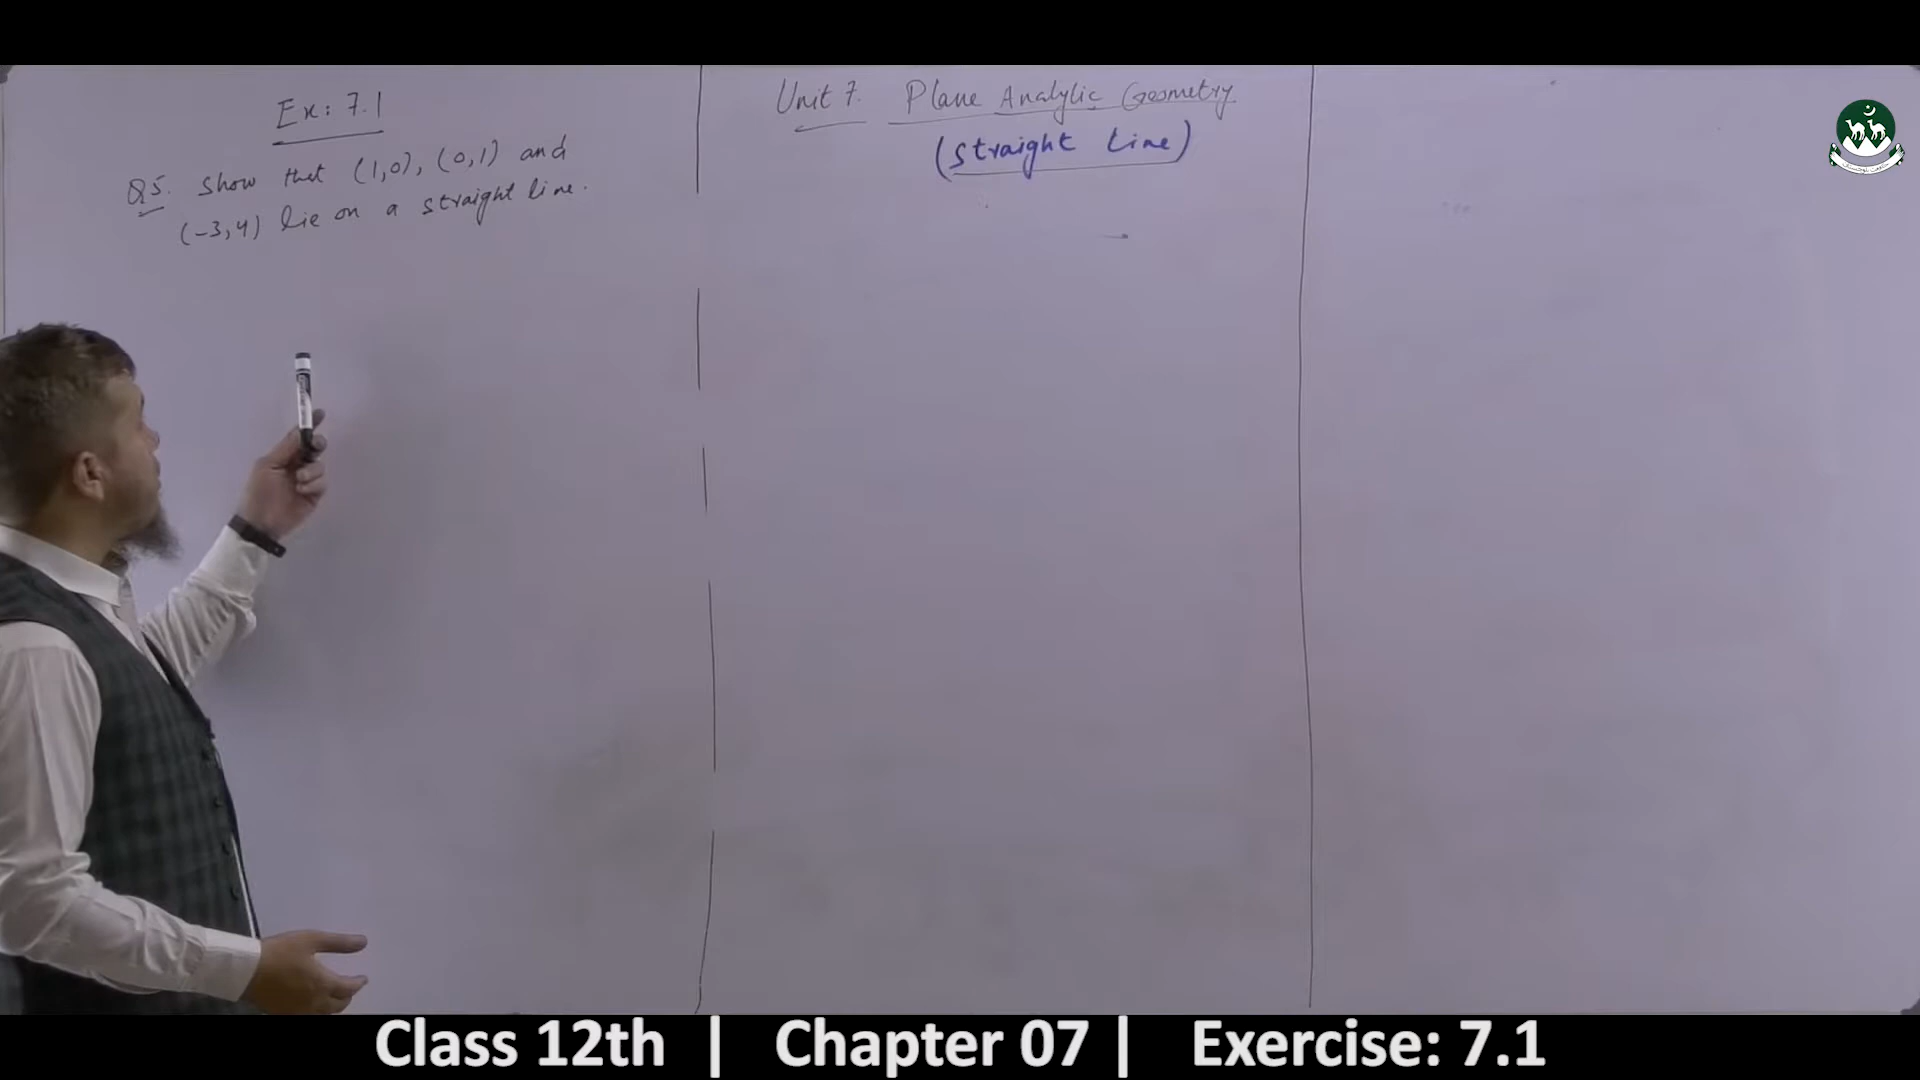 Ex: 7.1
Q5. Show that (1,0), (0,1) and
(-3,4) lie on a straight line.
Unit 7. Plane Analytic Geometry
(Straight Line)
Class 12th | Chapter 07 | Exercise: 7.1